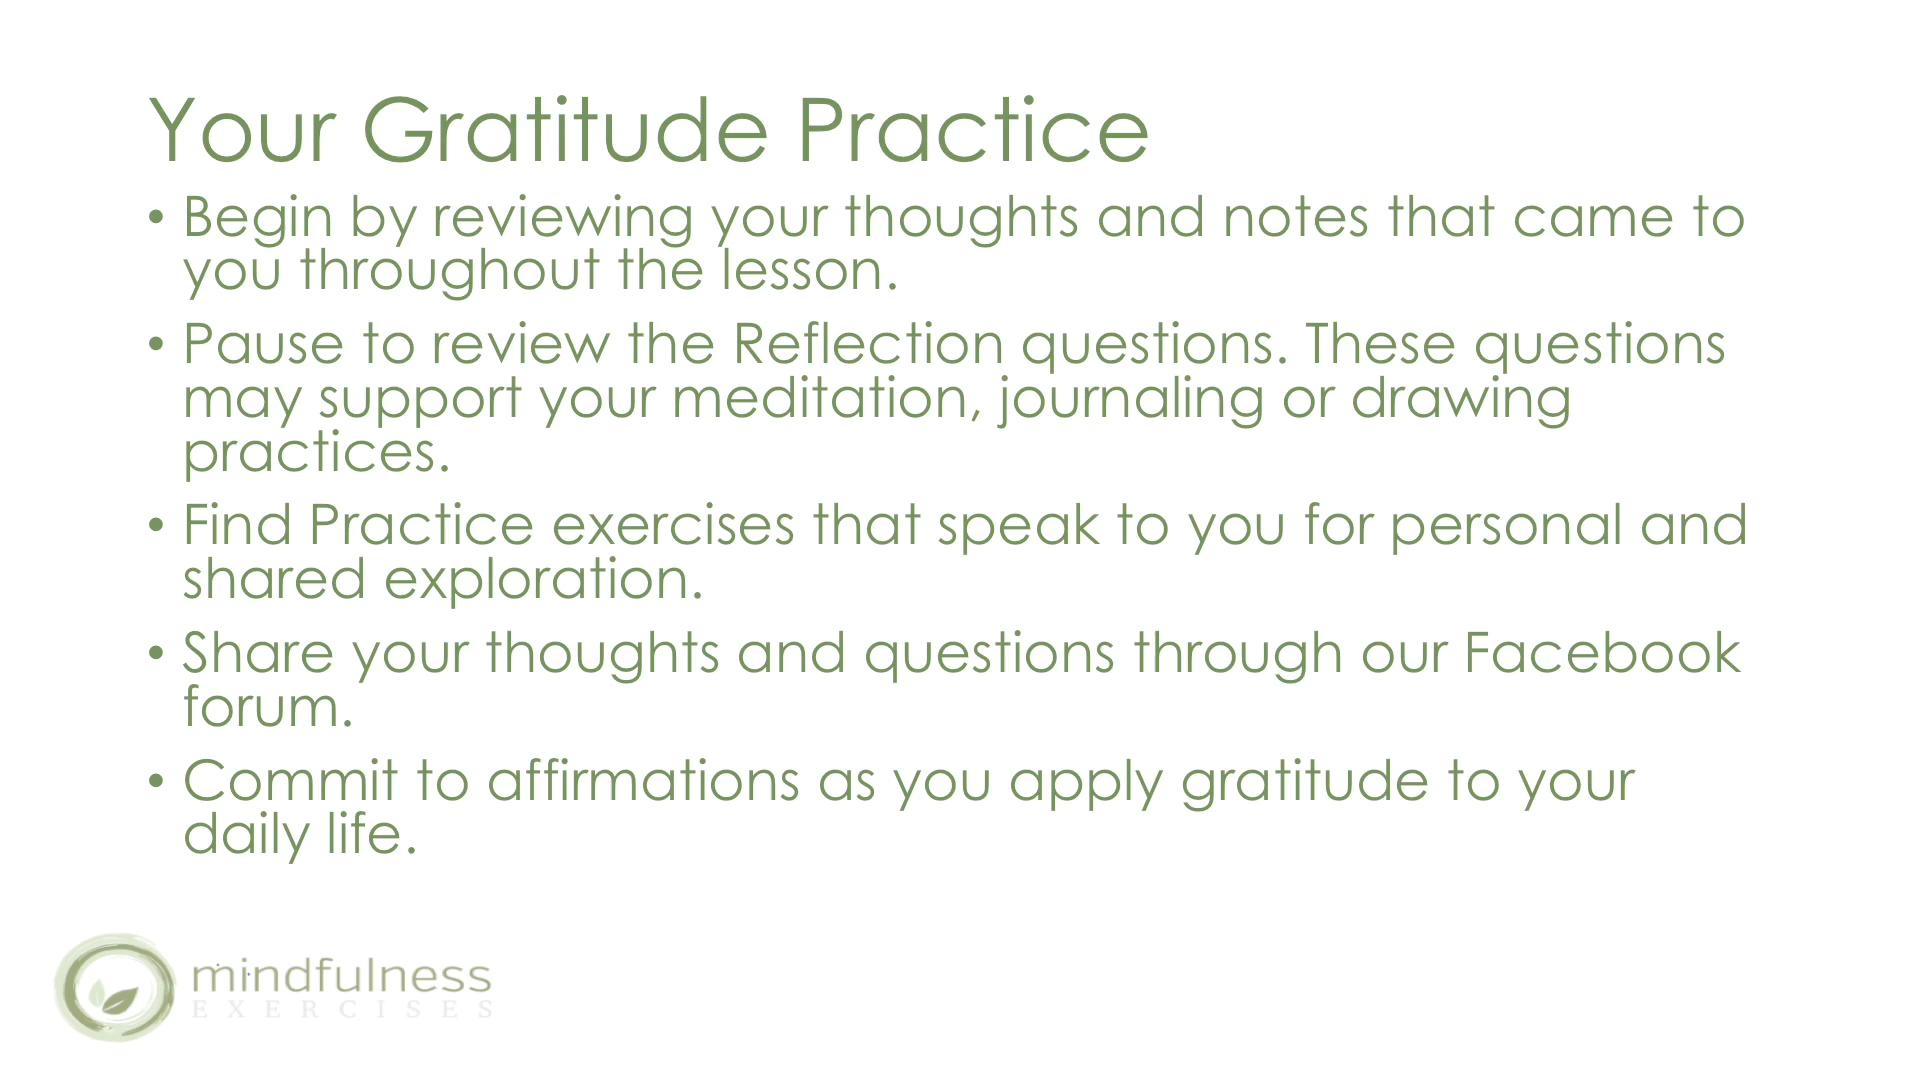 Your Gratitude Practice
• Begin by reviewing your thoughts and notes that came to
you throughout the lesson.
• Pause to review the Reflection questions. These questions
may support your meditation, journaling or drawing
practices.
• Find Practice exercises that speak to you for personal and
shared exploration.
• Share your thoughts and questions through our Facebook
forum.
• Commit to affirmations as you apply gratitude to your
daily life.
mindfulness
EXERCISES